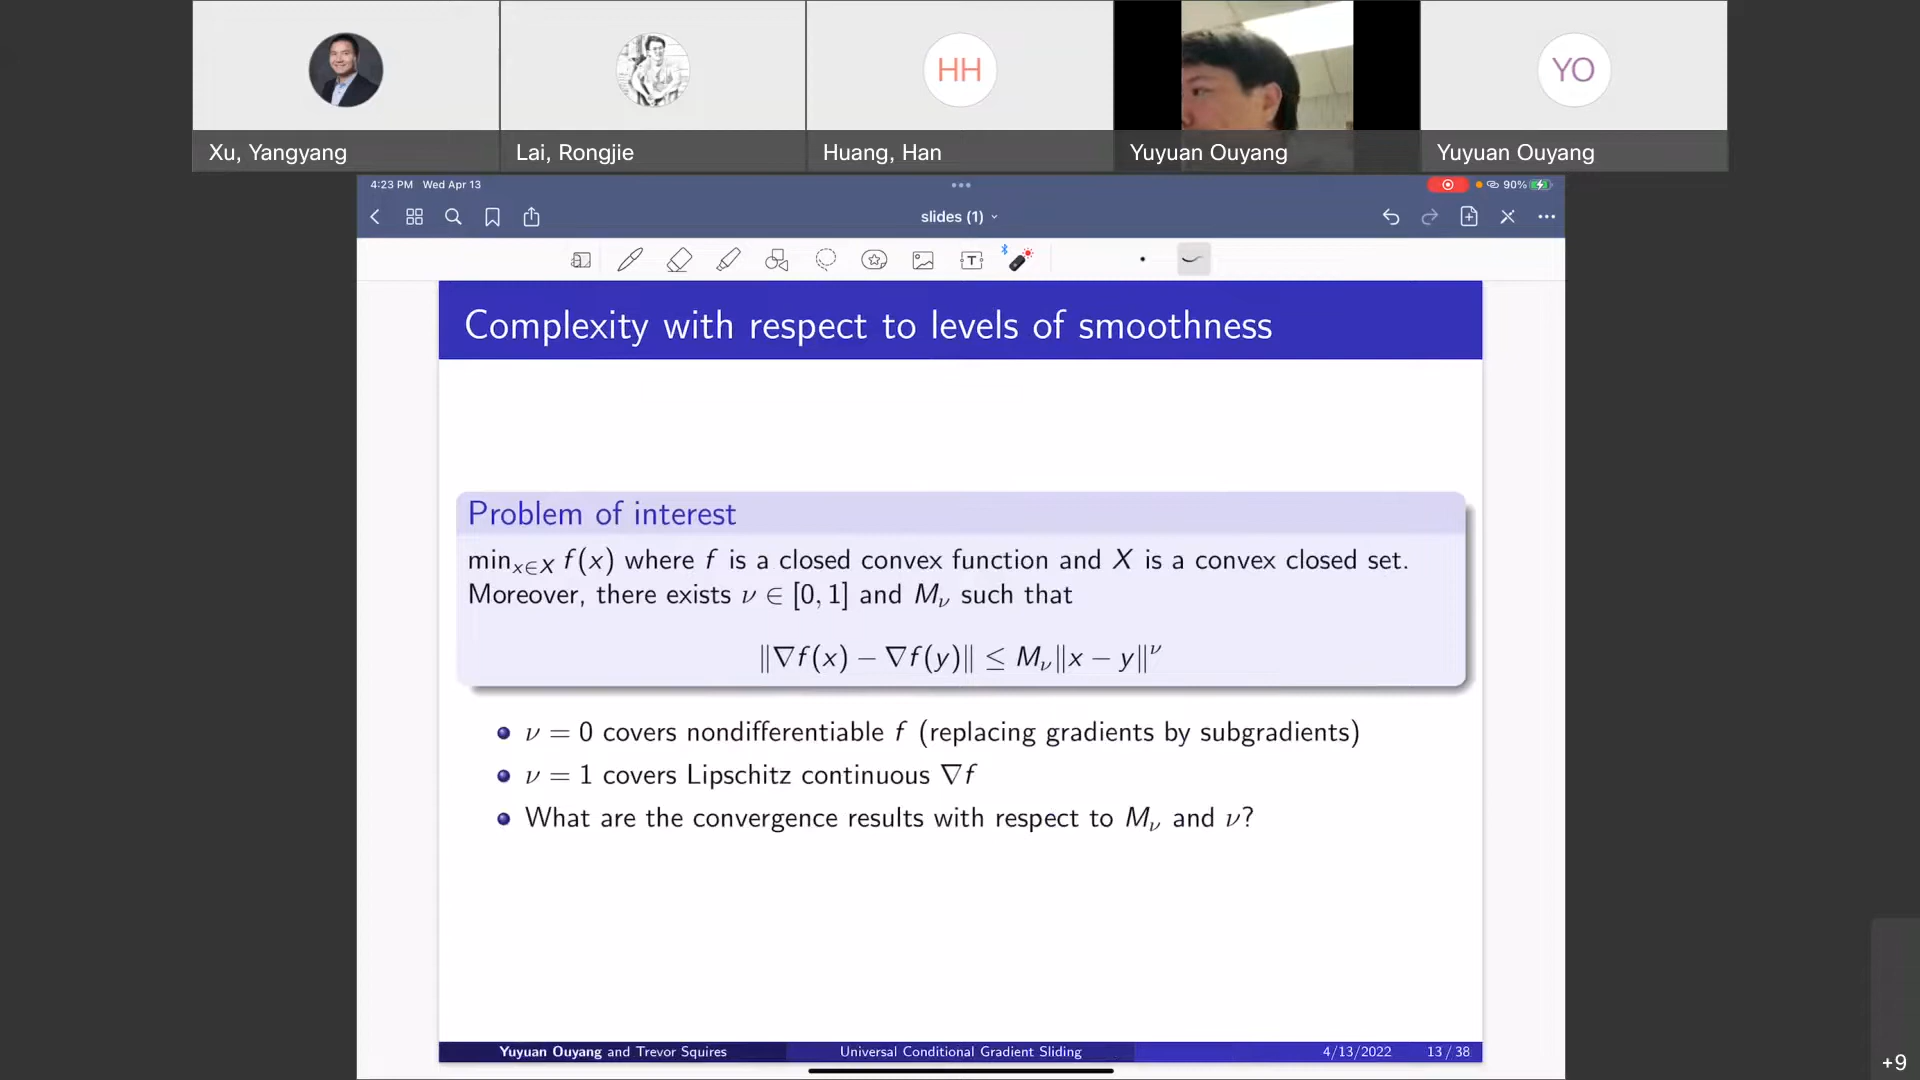 HH
YO
Xu, Yangyang
Lai, Rongjie
Huang, Han
Yuyuan Ouyang
Yuyuan Ouyang
4:23 PM Wed Apr 13
90%
slides (1)
T
Complexity with respect to levels of smoothness
Problem of interest
min_{x∈X} f(x) where f is a closed convex function and X is a convex closed set.
Moreover, there exists ν ∈ [0, 1] and M_ν such that
‖∇f(x) − ∇f(y)‖ ≤ M_ν‖x − y‖^ν
ν = 0 covers nondifferentiable f (replacing gradients by subgradients)
ν = 1 covers Lipschitz continuous ∇f
What are the convergence results with respect to M_ν and ν?
Yuyuan Ouyang and Trevor Squires Universal Conditional Gradient Sliding 4/13/2022 13 / 38
+9